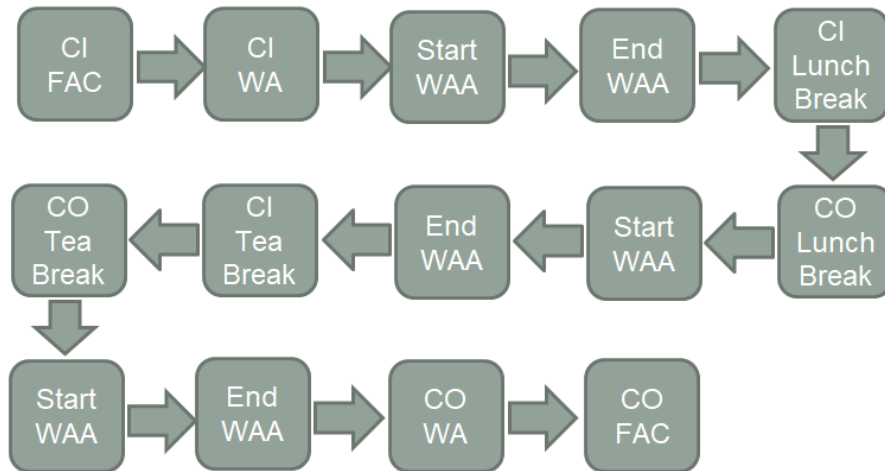 CI
FAC
CI
WA
Start
WAA
End
WAA
CI
Lunch
Break
CO
Lunch
Break
Start
WAA
End
WAA
CI
Tea
Break
CO
Tea
Break
Start
WAA
End
WAA
CO
WA
CO
FAC